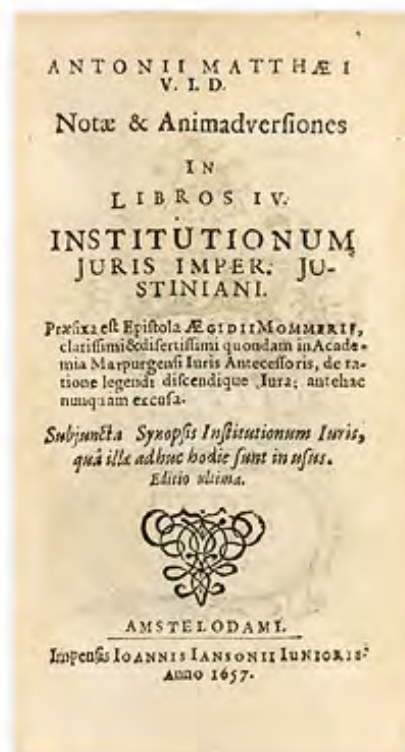 ANTONII MATTHÆI
V. I. D.
Notæ & Animadverſiones
IN
LIBROS IV.
INSTITUTIONUM
JURIS IMPER. JU-
STINIANI.
Præfixa eſt Epiſtola ÆGIDII MOMMERII,
clariſſimi & diſertiſſimi quondam in Acade-
mia Marpurgenſi Iuris Anteceſſoris, de ra-
tione legendi diſcendique Jura; antehac
nunquam excuſa.
Subjuncta Synopſis Inſtitutionum Iuris,
quâ illæ adhuc hodie ſunt in uſus.
Editio ultima.
AMSTELODAMI.
Impenſis IOANNIS IANSONII IUNIORIS.
Anno 1657.